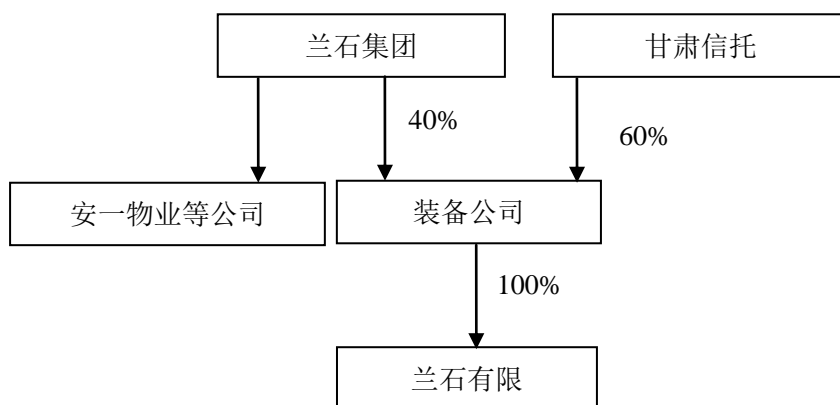 兰石集团
甘肃信托
40%
60%
安一物业等公司
装备公司
100%
兰石有限